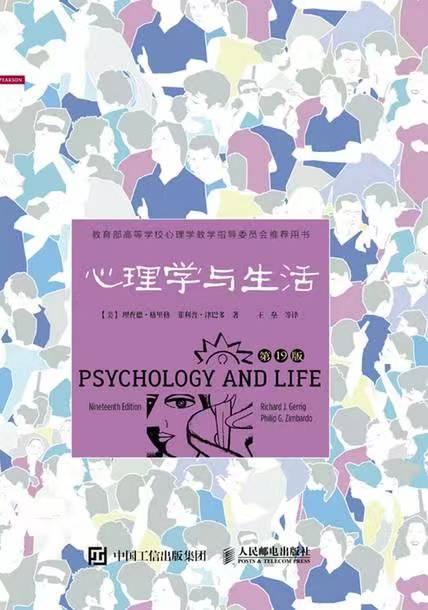 PEARSON
教育部高等学校心理学教学指导委员会推荐用书
心理学与生活
【美】理查德·格里格 菲利普·津巴多 著 王垒 等译
第19版
PSYCHOLOGY AND LIFE
Nineteenth Edition
Richard J. Gerrig
Philip G. Zimbardo
中国工信出版集团
人民邮电出版社
POSTS & TELECOM PRESS